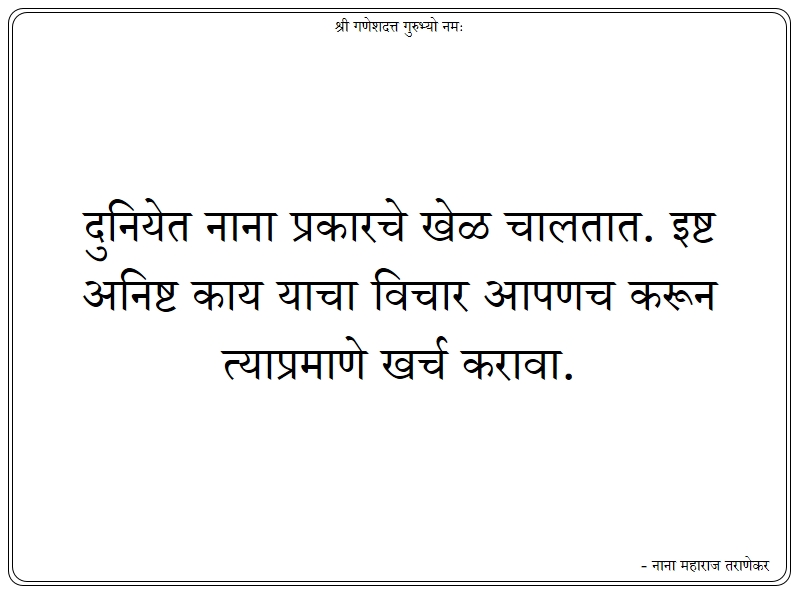 श्री गणेशदत्त गुरुभ्यो नमः
दुनियेत नाना प्रकारचे खेळ चालतात. इष्ट
अनिष्ट काय याचा विचार आपणच करून
त्याप्रमाणे खर्च करावा.
- नाना महाराज तराणेकर